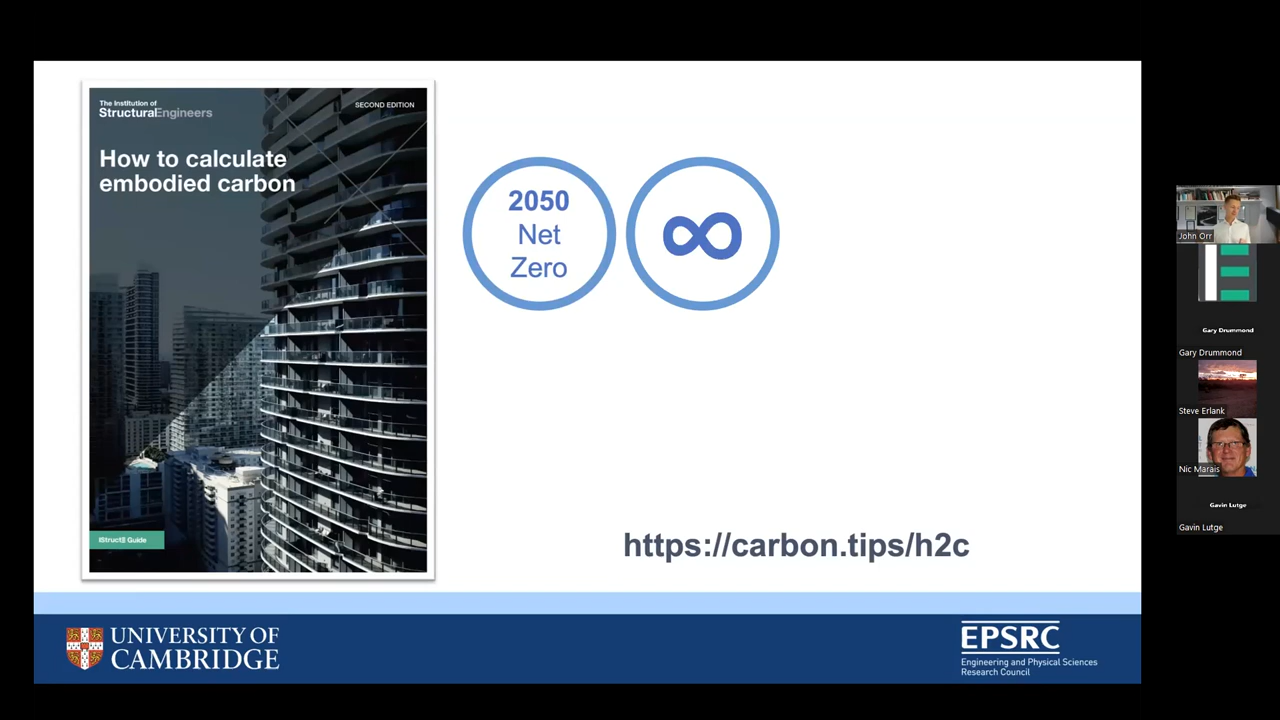 The Institution of
StructuralEngineers
SECOND EDITION
How to calculate
embodied carbon
IStructE Guide
2050
Net
Zero
∞
https://carbon.tips/h2c
UNIVERSITY OF
CAMBRIDGE
EPSRC
Engineering and Physical Sciences
Research Council
John Orr
Gary Drummond
Gary Drummond
Steve Erlank
Nic Marais
Gavin Lutge
Gavin Lutge